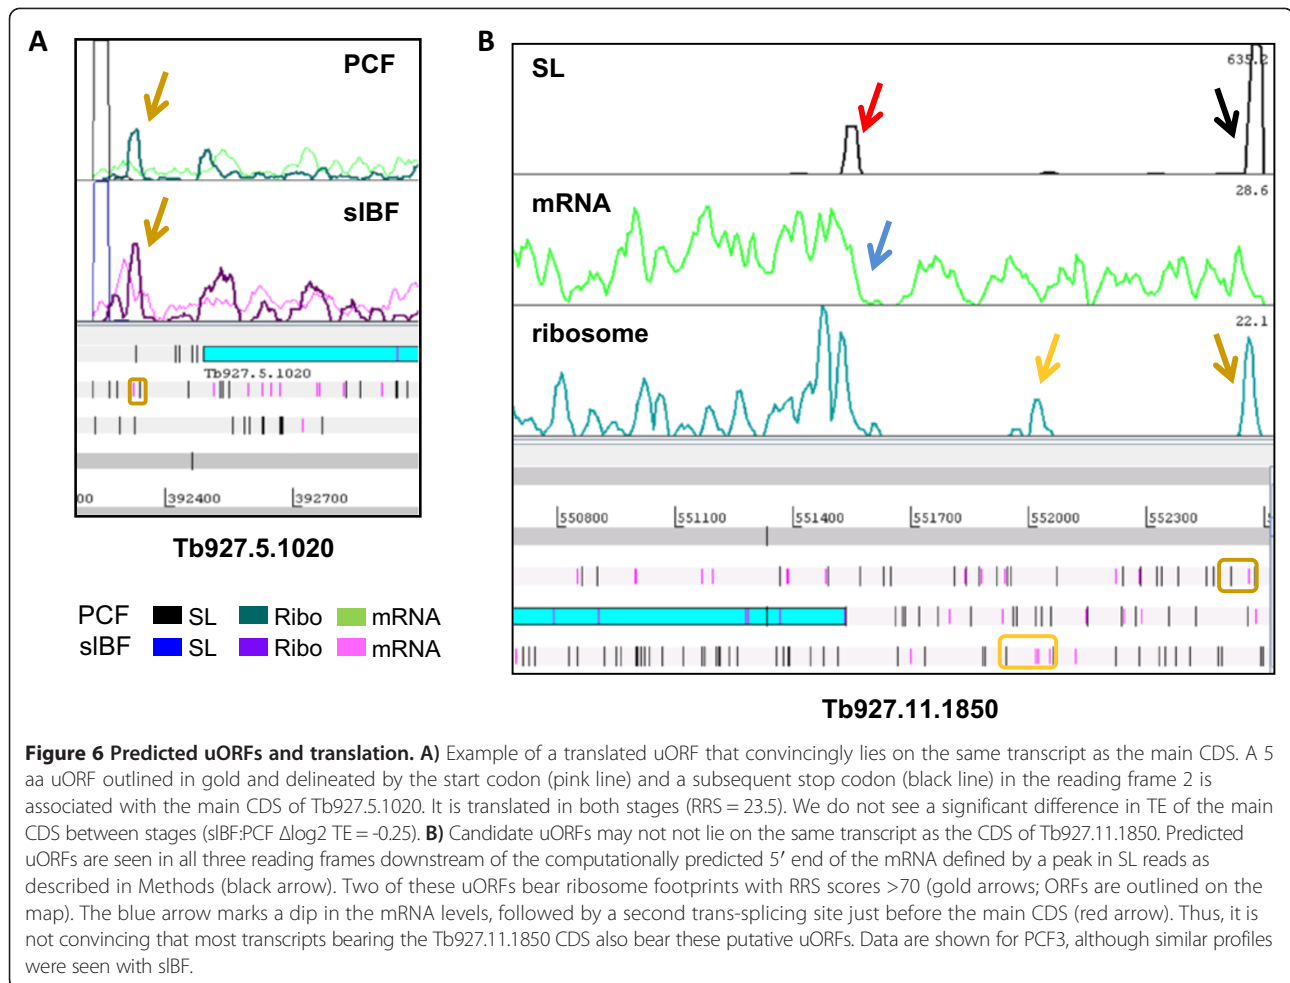 A
PCF
slBF
Tb927.5.1020
00 392400 392700
Tb927.5.1020
PCF SL Ribo mRNA
slBF SL Ribo mRNA
B
SL
635.2
mRNA
28.6
ribosome
22.1
550800 551100 551400 551700 552000 552300
Tb927.11.1850
Figure 6 Predicted uORFs and translation. A) Example of a translated uORF that convincingly lies on the same transcript as the main CDS. A 5
aa uORF outlined in gold and delineated by the start codon (pink line) and a subsequent stop codon (black line) in the reading frame 2 is
associated with the main CDS of Tb927.5.1020. It is translated in both stages (RRS = 23.5). We do not see a significant difference in TE of the main
CDS between stages (slBF:PCF Δlog2 TE = -0.25). B) Candidate uORFs may not not lie on the same transcript as the CDS of Tb927.11.1850. Predicted
uORFs are seen in all three reading frames downstream of the computationally predicted 5′ end of the mRNA defined by a peak in SL reads as
described in Methods (black arrow). Two of these uORFs bear ribosome footprints with RRS scores >70 (gold arrows; ORFs are outlined on the
map). The blue arrow marks a dip in the mRNA levels, followed by a second trans-splicing site just before the main CDS (red arrow). Thus, it is
not convincing that most transcripts bearing the Tb927.11.1850 CDS also bear these putative uORFs. Data are shown for PCF3, although similar profiles
were seen with slBF.